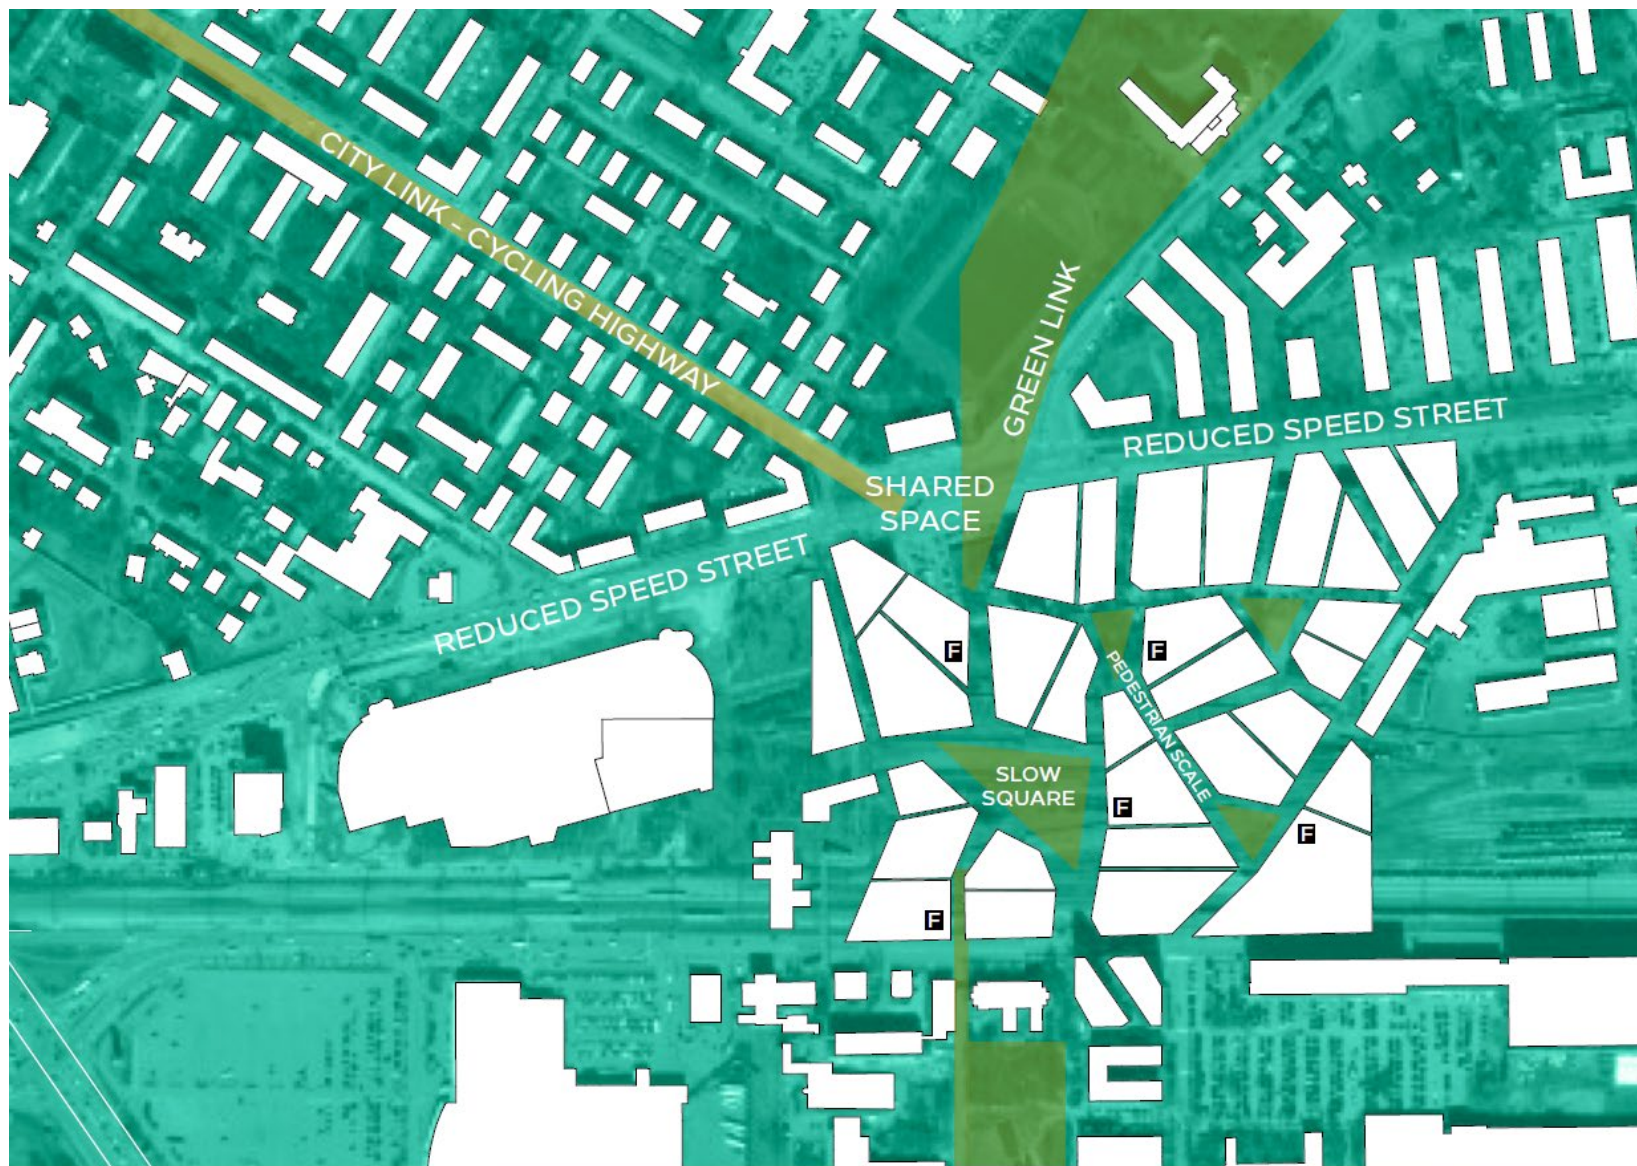 CITY LINK - CYCLING HIGHWAY
GREEN LINK
REDUCED SPEED STREET
SHARED
SPACE
REDUCED SPEED STREET
F
F
PEDESTRIAN SCALE
SLOW
SQUARE
F
F
F